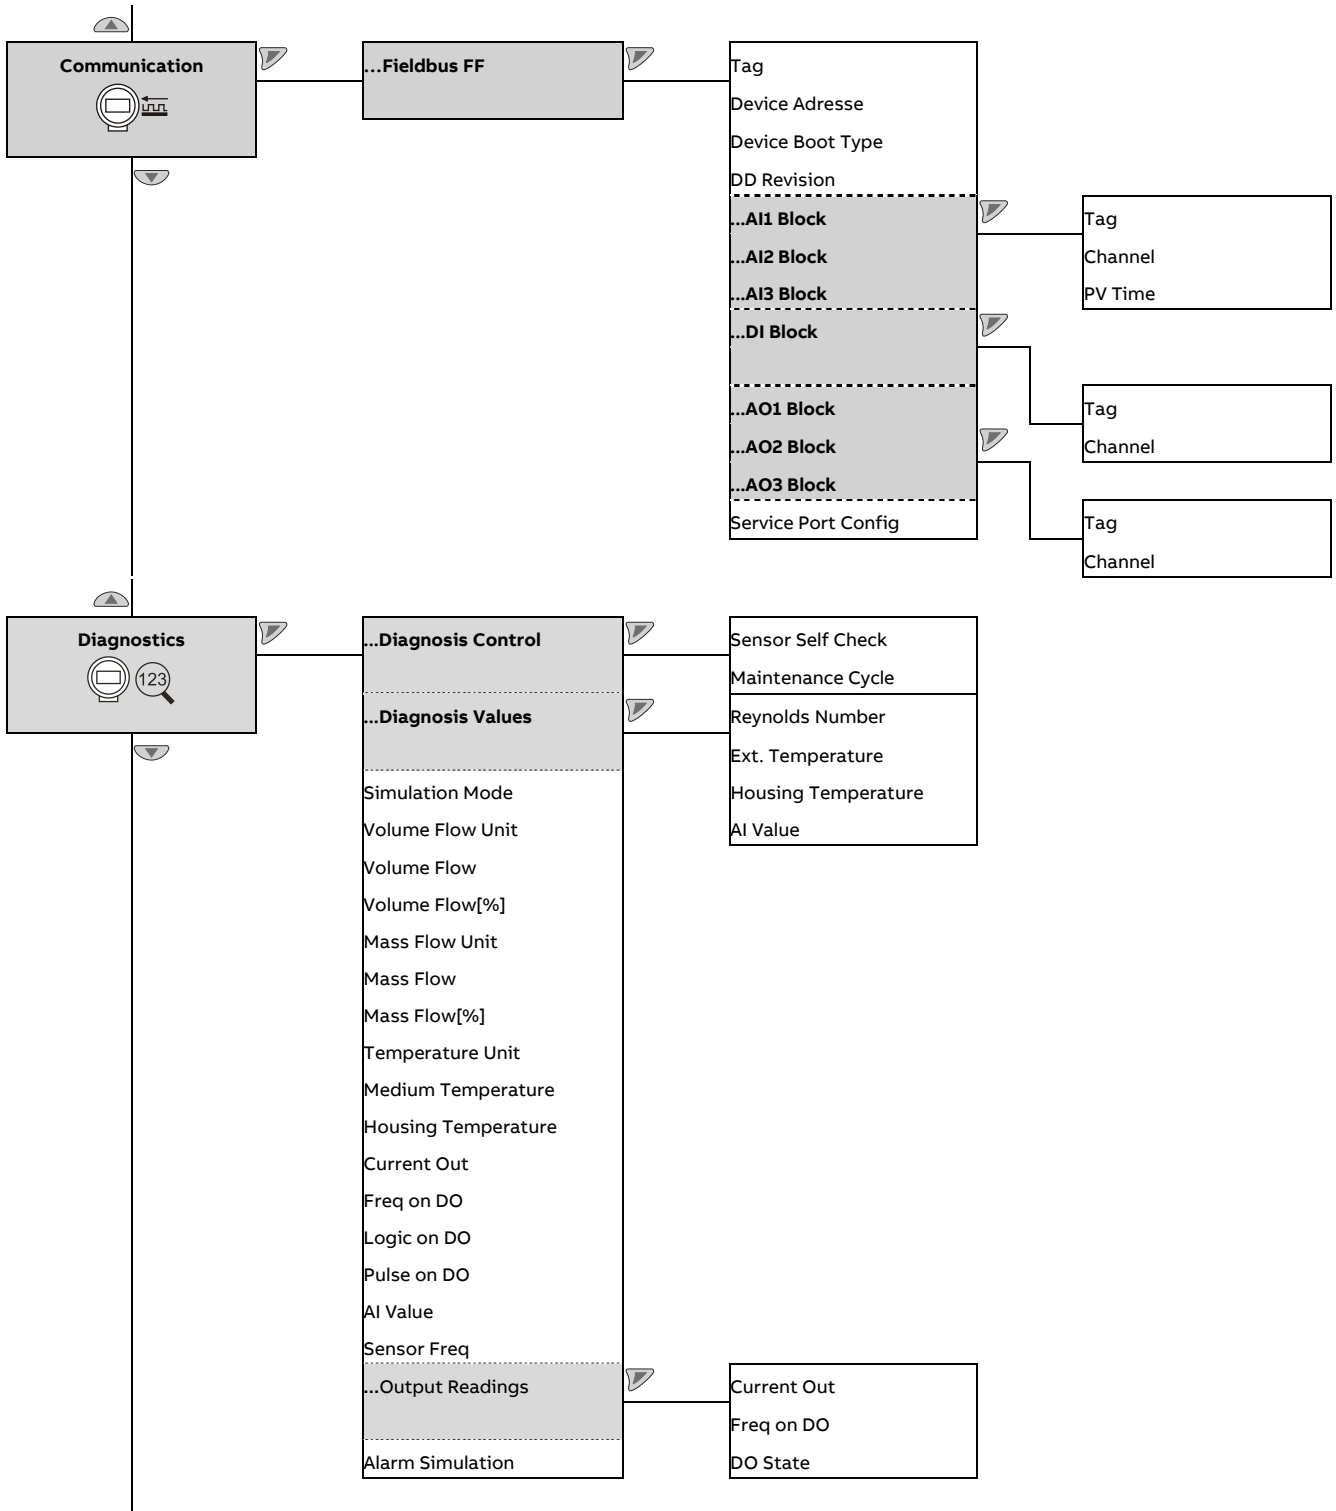 Communication
...Fieldbus FF
Tag
Device Adresse
Device Boot Type
DD Revision
...AI1 Block
...AI2 Block
...AI3 Block
...DI Block
...AO1 Block
...AO2 Block
...AO3 Block
Service Port Config
Tag
Channel
PV Time
Tag
Channel
Tag
Channel
Diagnostics
123
...Diagnosis Control
...Diagnosis Values
Simulation Mode
Volume Flow Unit
Volume Flow
Volume Flow[%]
Mass Flow Unit
Mass Flow
Mass Flow[%]
Temperature Unit
Medium Temperature
Housing Temperature
Current Out
Freq on DO
Logic on DO
Pulse on DO
AI Value
Sensor Freq
...Output Readings
Alarm Simulation
Sensor Self Check
Maintenance Cycle
Reynolds Number
Ext. Temperature
Housing Temperature
AI Value
Current Out
Freq on DO
DO State